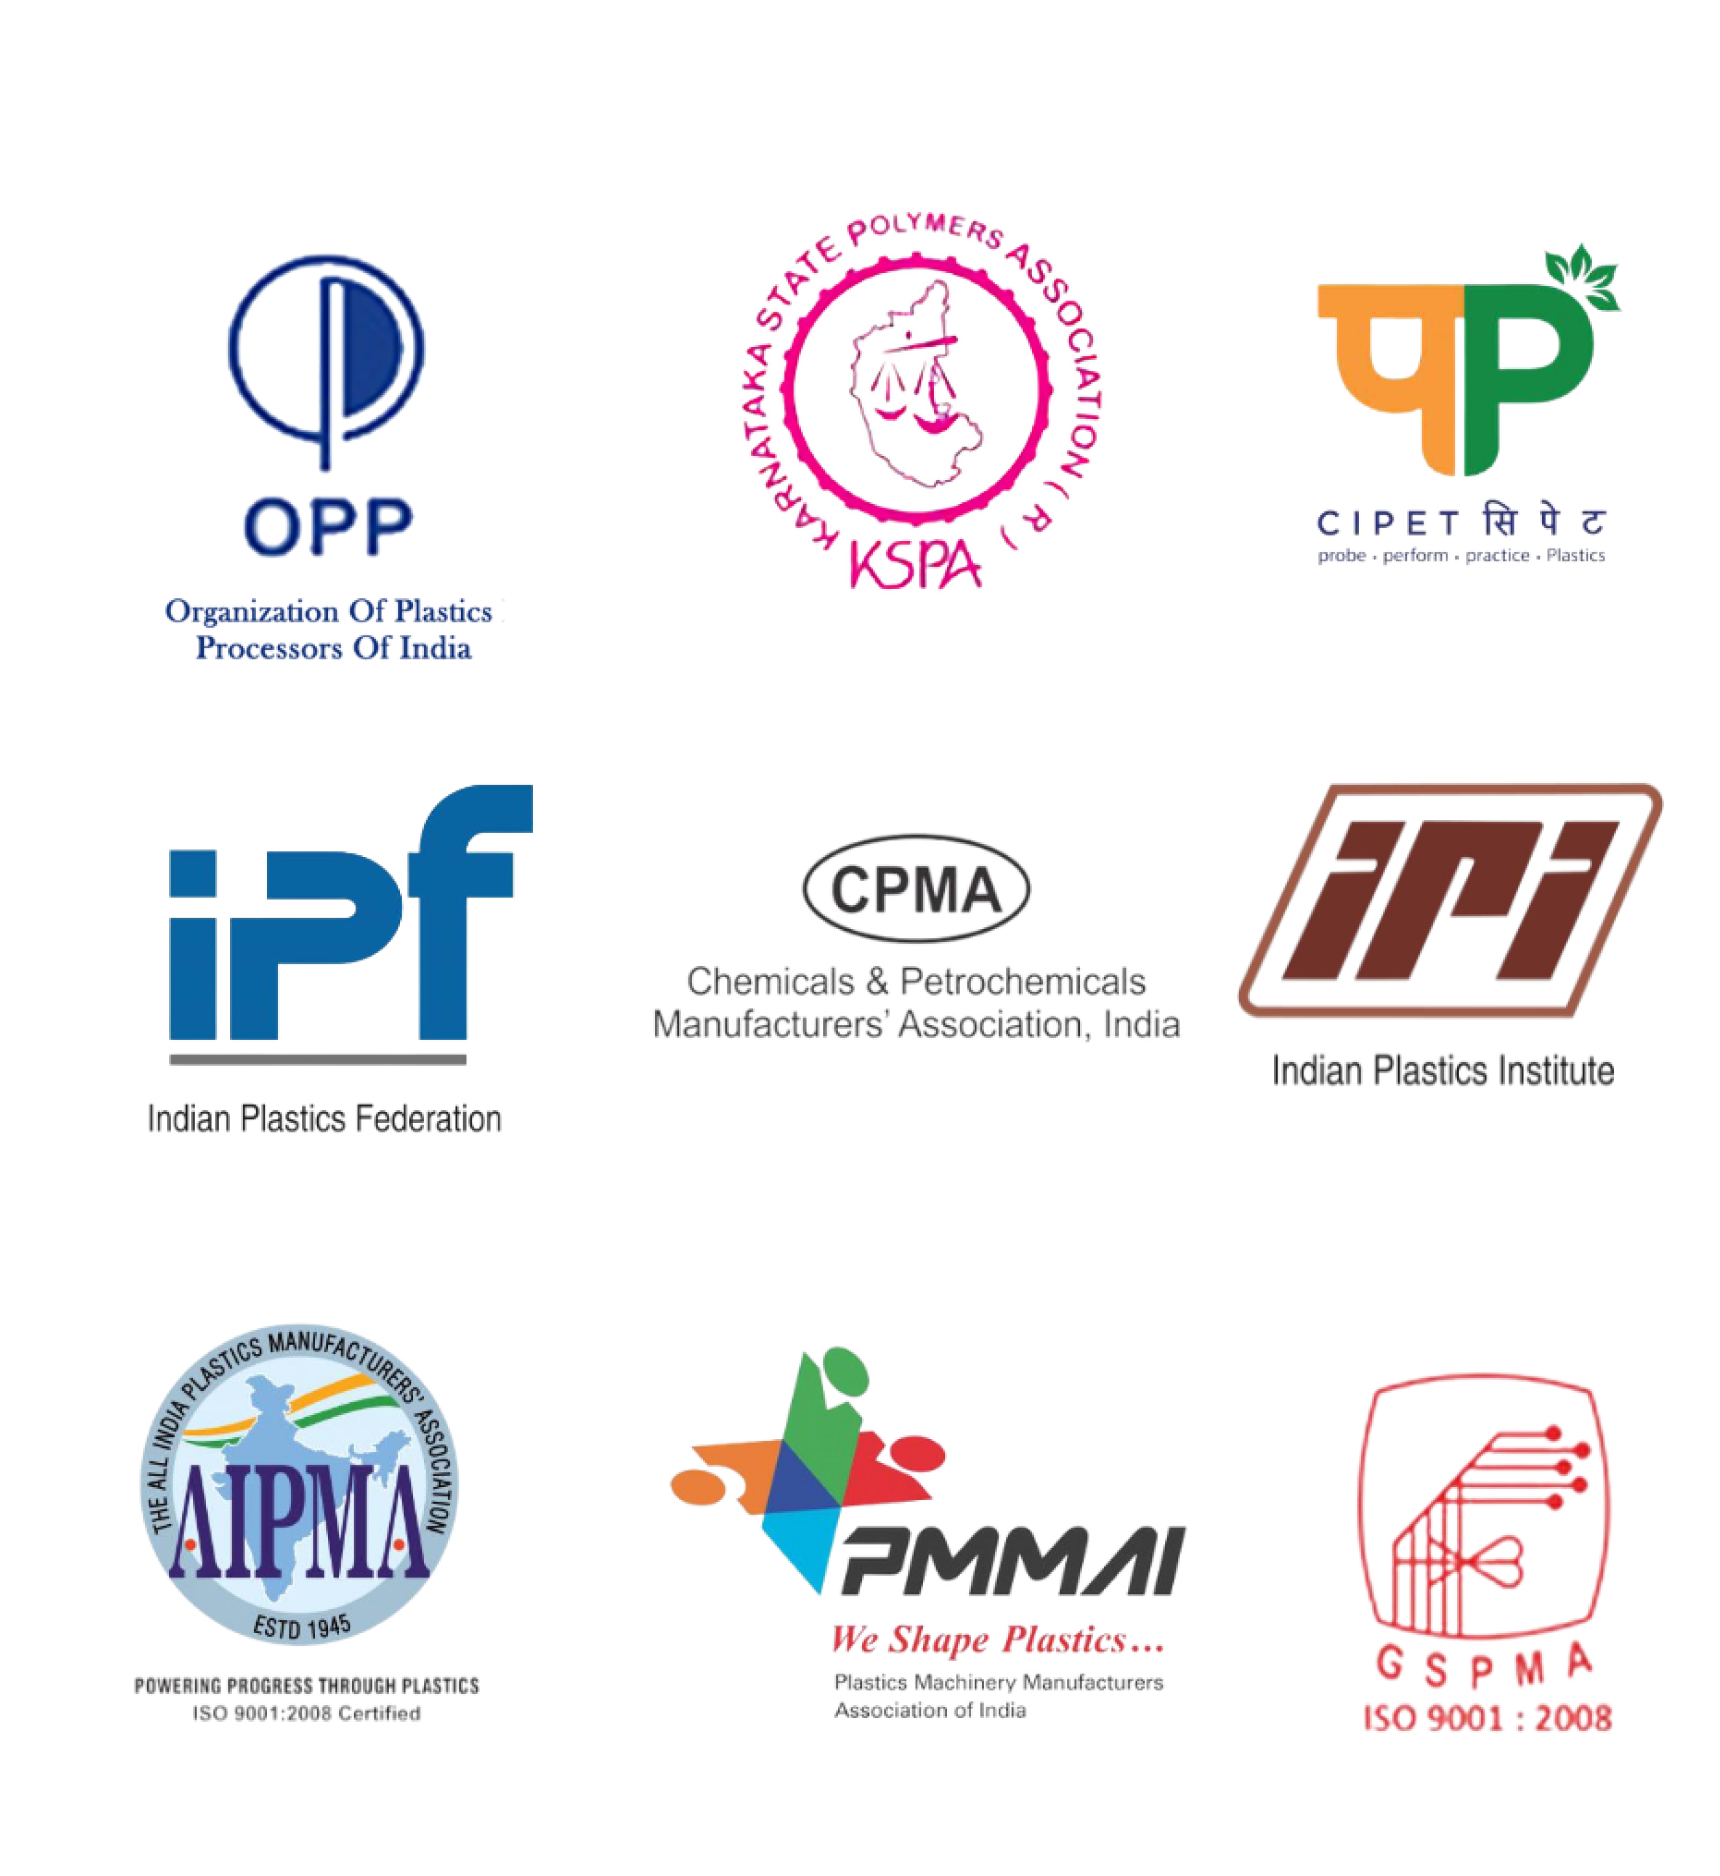 OPP
Organization Of Plastics
Processors Of India
KARNATAKA STATE POLYMERS ASSOCIATION ( R )
KSPA
पP
CIPET सिपेट
probe • perform • practice • Plastics
iPf
Indian Plastics Federation
CPMA
Chemicals & Petrochemicals
Manufacturers' Association, India
iPi
Indian Plastics Institute
THE ALL INDIA PLASTICS MANUFACTURERS' ASSOCIATION
AIPMA
ESTD 1945
POWERING PROGRESS THROUGH PLASTICS
ISO 9001:2008 Certified
PMMAI
We Shape Plastics...
Plastics Machinery Manufacturers
Association of India
GSPMA
ISO 9001 : 2008